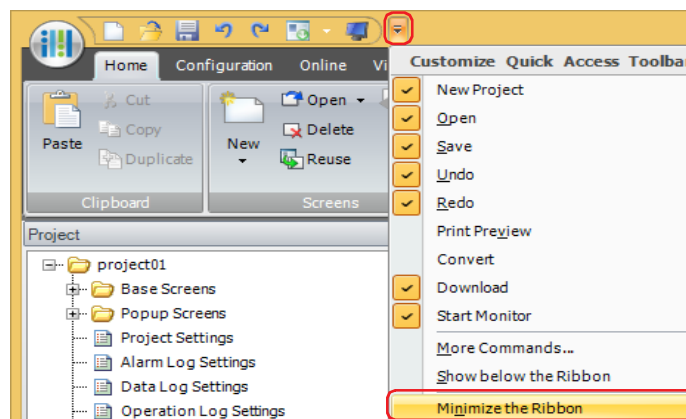 Home Configuration Online Vi
Cut
Copy
Duplicate
Paste
Clipboard
New
Open
Delete
Reuse
Screens
Project
project01
Base Screens
Popup Screens
Project Settings
Alarm Log Settings
Data Log Settings
Operation Log Settings
Customize Quick Access Toolba
New Project
Open
Save
Undo
Redo
Print Preview
Convert
Download
Start Monitor
More Commands...
Show below the Ribbon
Minimize the Ribbon